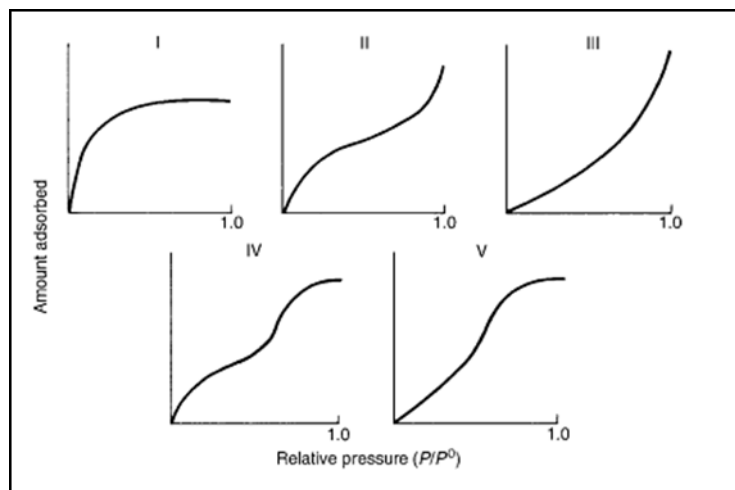 I II III
1.0 1.0 1.0
IV V
Amount adsorbed
1.0 1.0
Relative pressure (P/P⁰)